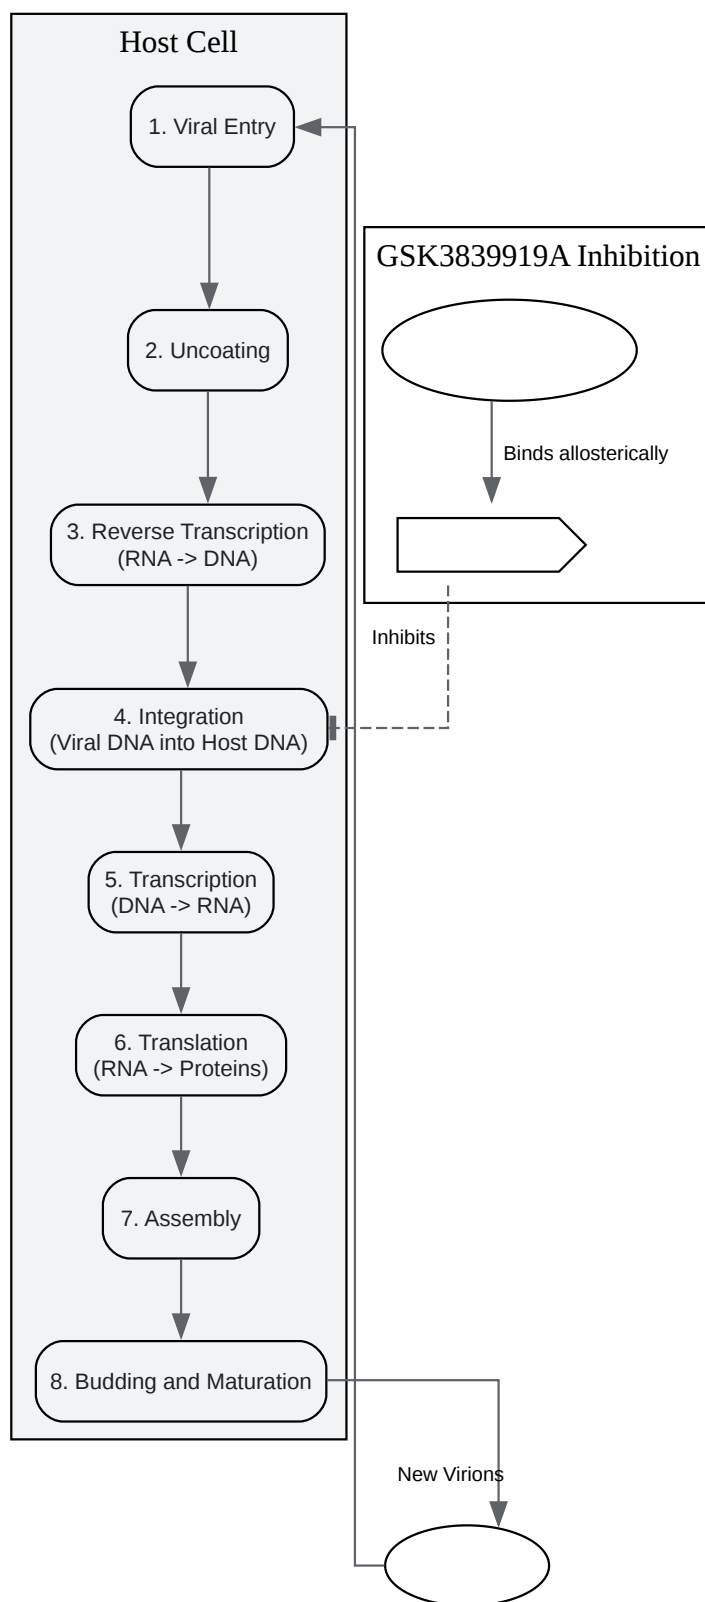 Host Cell
1. Viral Entry
GSK3839919A Inhibition
2. Uncoating
Binds allosterically
3. Reverse Transcription
(RNA -> DNA)
Inhibits
4. Integration
(Viral DNA into Host DNA)
5. Transcription
(DNA -> RNA)
6. Translation
(RNA -> Proteins)
7. Assembly
8. Budding and Maturation
New Virions